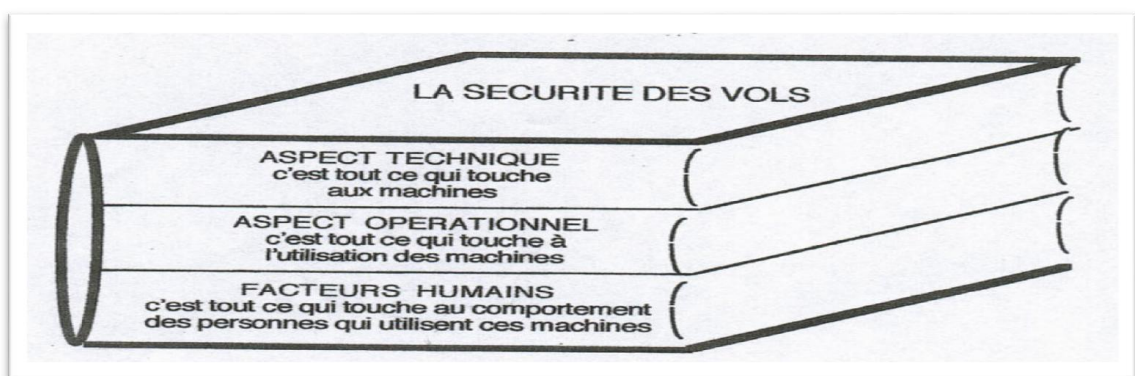 LA SECURITE DES VOLS
ASPECT TECHNIQUE
c'est tout ce qui touche
aux machines
ASPECT OPERATIONNEL
c'est tout ce qui touche à
l'utilisation des machines
FACTEURS HUMAINS
c'est tout ce qui touche au comportement
des personnes qui utilisent ces machines